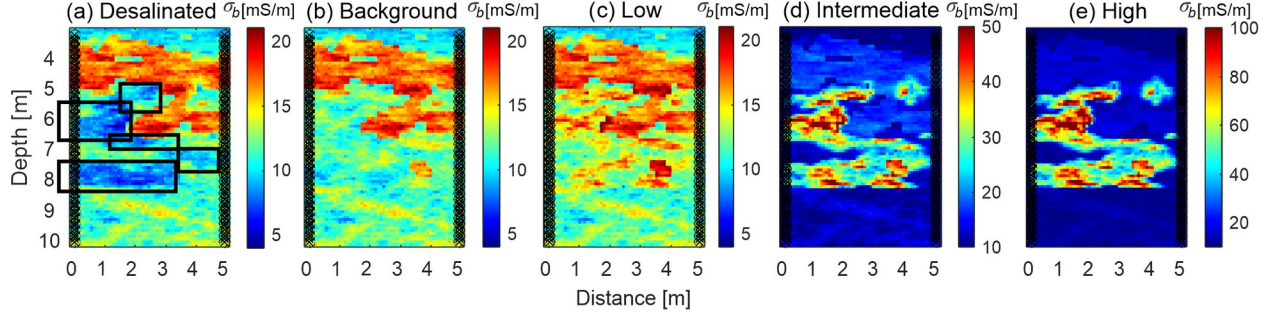 (a) Desalinated σb[mS/m] (b) Background σb[mS/m] (c) Low σb[mS/m] (d) Intermediate σb[mS/m] (e) High σb[mS/m]
20 20 20 50 100
4
5 15 15 15 40 80
6
Depth [m]
7 10 10 10 30 60
8
9 5 5 5 20 40
10 10 20
0 1 2 3 4 5 0 1 2 3 4 5 0 1 2 3 4 5 0 1 2 3 4 5 0 1 2 3 4 5
Distance [m]